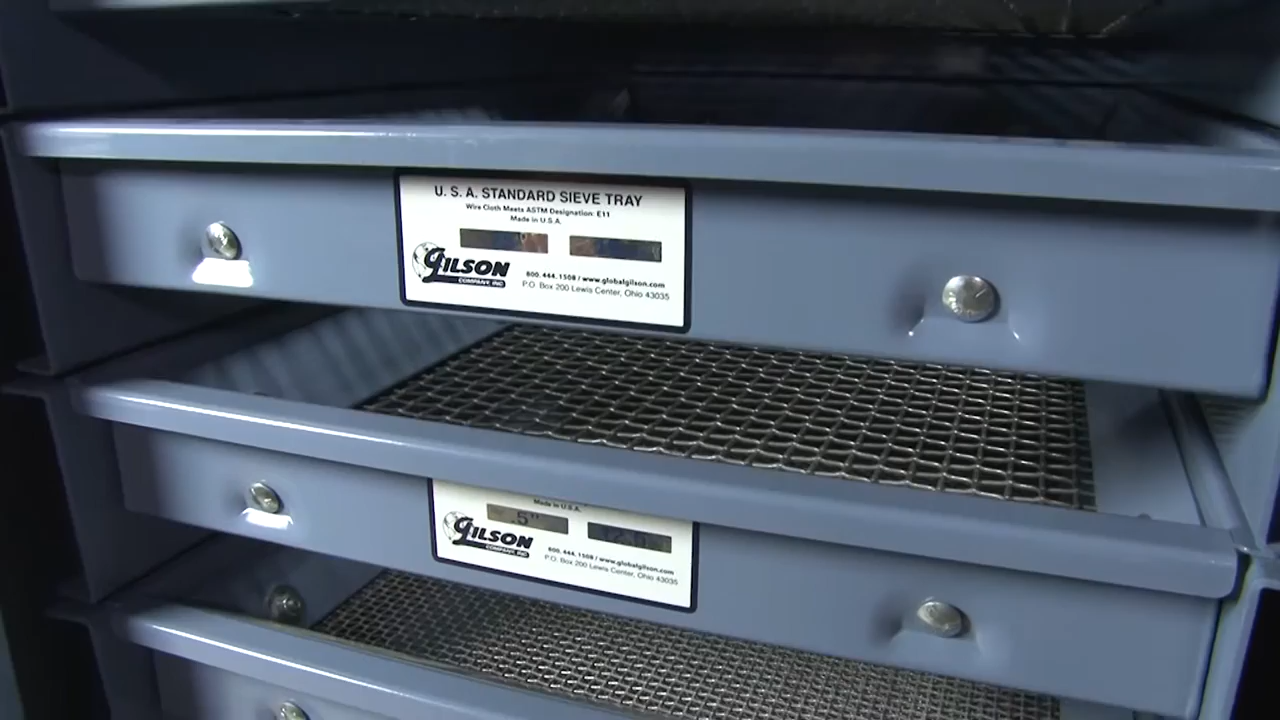 U. S. A. STANDARD SIEVE TRAY
Wire Cloth Meets ASTM Designation: E11
Made in U.S.A.
GILSON
COMPANY, INC
800.444.1508 / www.globalgilson.com
P.O. Box 200 Lewis Center, Ohio 43035
Made in U.S.A.
.5"
GILSON
COMPANY, INC
800.444.1508 / www.globalgilson.com
P.O. Box 200 Lewis Center, Ohio 43035